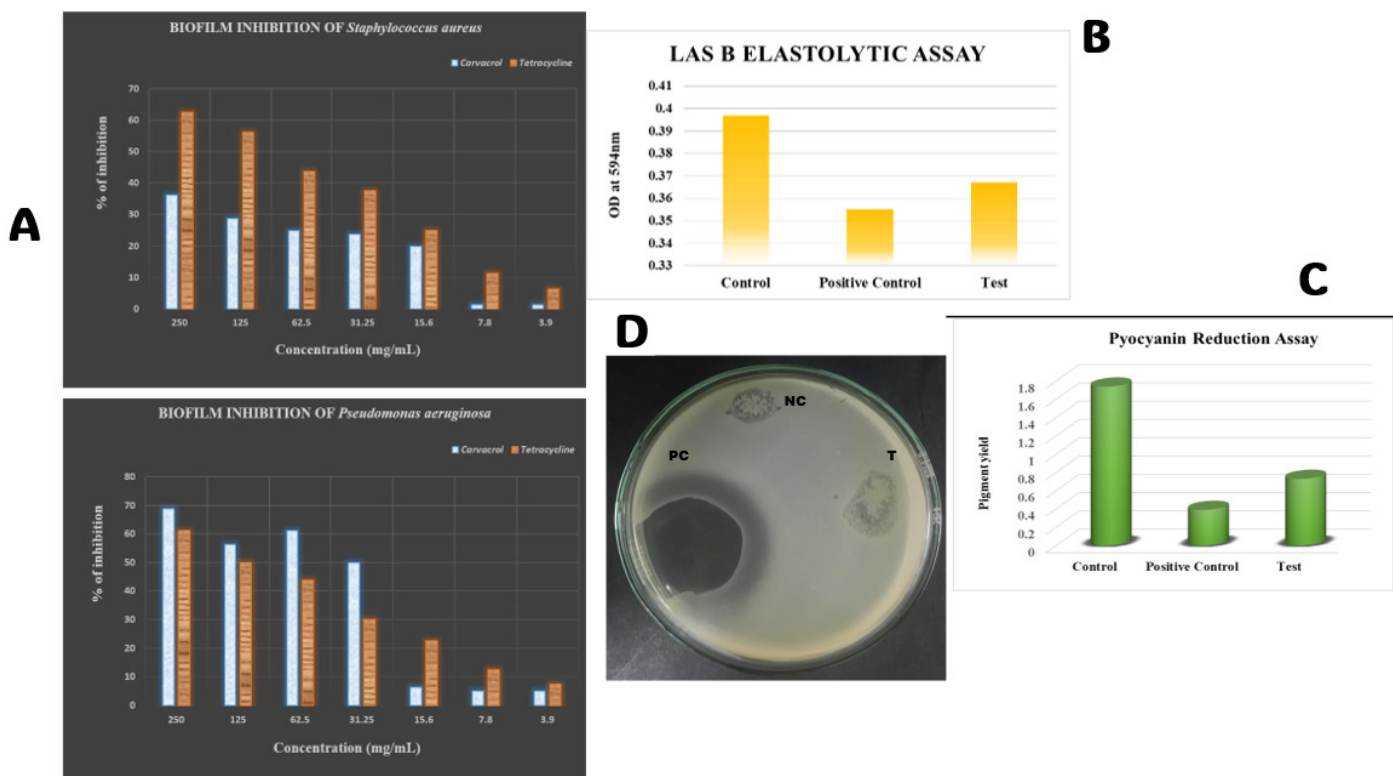 A
BIOFILM INHIBITION OF Staphylococcus aureus
Carvacrol Tetracycline
% of inhibition
70
60
50
40
30
20
10
0
250 125 62.5 31.25 15.6 7.8 3.9
Concentration (mg/mL)
BIOFILM INHIBITION OF Pseudomonas aeruginosa
Carvacrol Tetracycline
% of inhibition
80
70
60
50
40
30
20
10
0
250 125 62.5 31.25 15.6 7.8 3.9
Concentration (mg/mL)
B
LAS B ELASTOLYTIC ASSAY
OD at 594nm
0.41
0.4
0.39
0.38
0.37
0.36
0.35
0.34
0.33
Control Positive Control Test
C
Pyocyanin Reduction Assay
Pigment yield
1.8
1.6
1.4
1.2
1
0.8
0.6
0.4
0.2
0
Control Positive Control Test
D
NC
PC
T